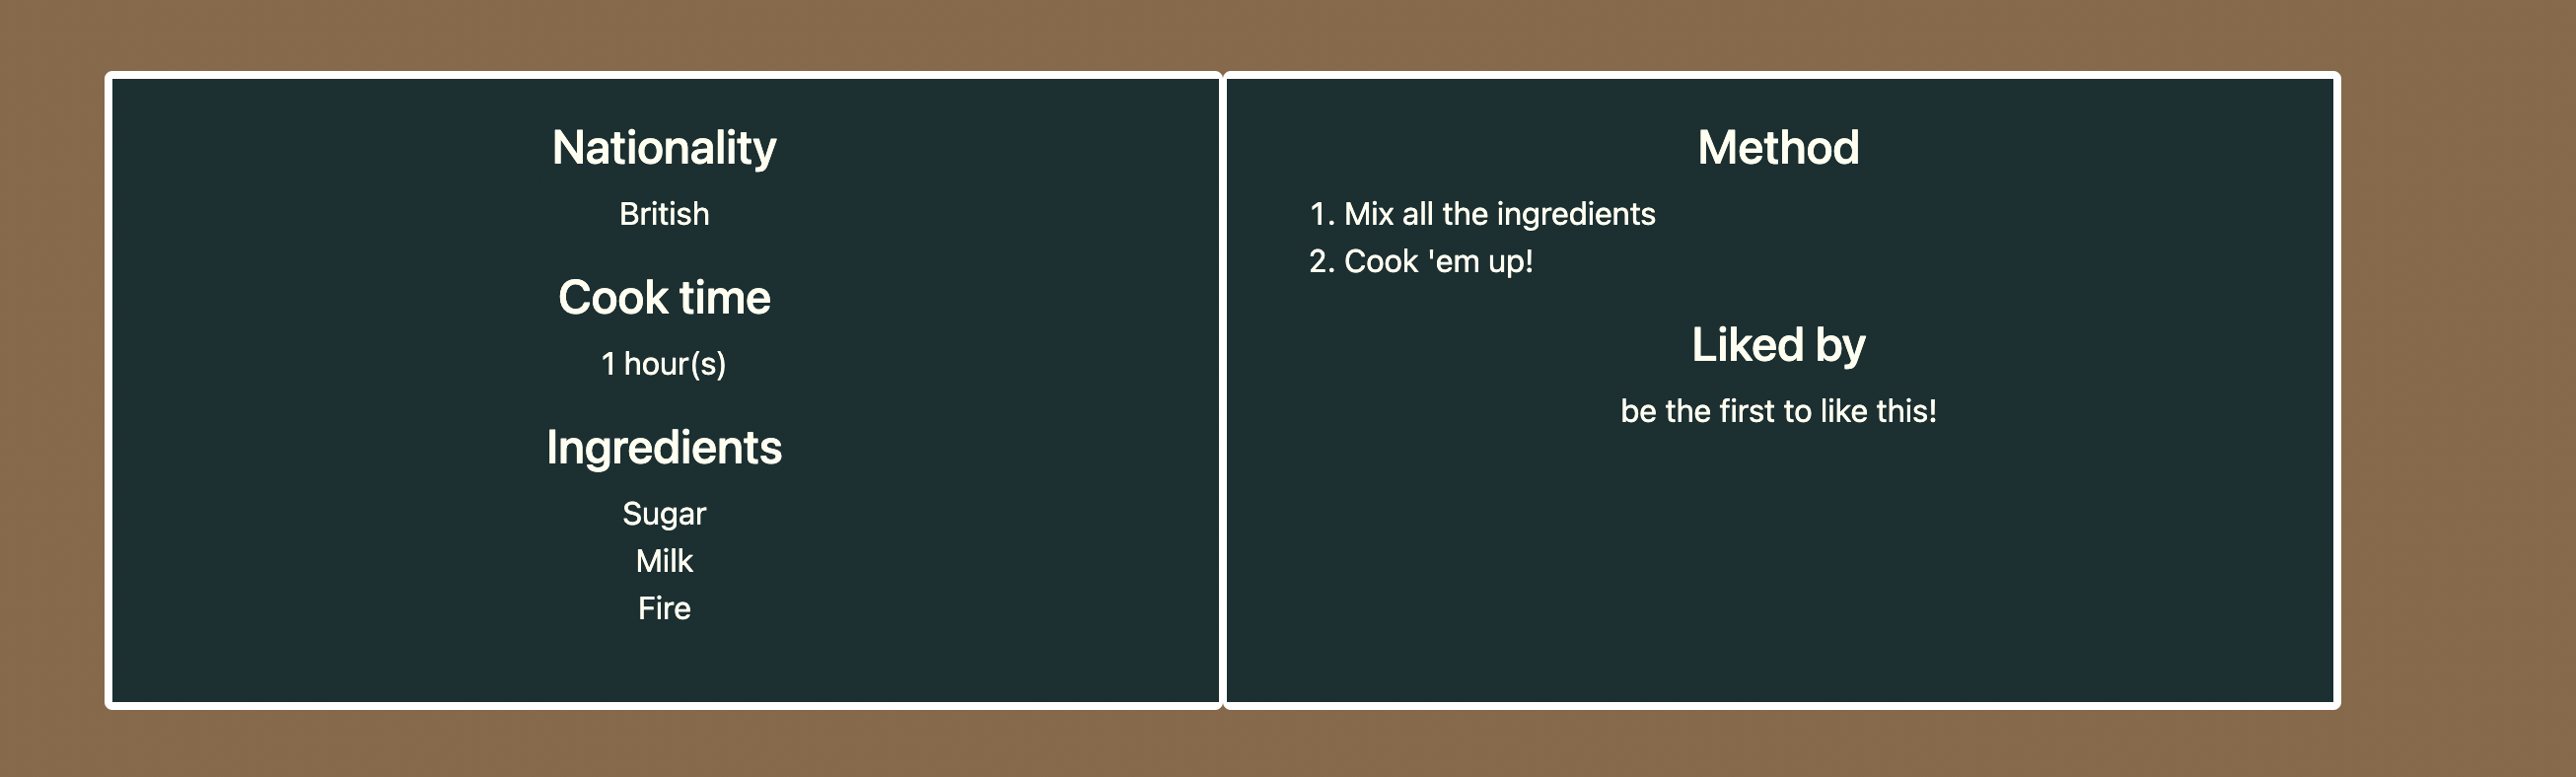 Nationality
British
Cook time
1 hour(s)
Ingredients
Sugar
Milk
Fire
Method
1. Mix all the ingredients
2. Cook 'em up!
Liked by
be the first to like this!